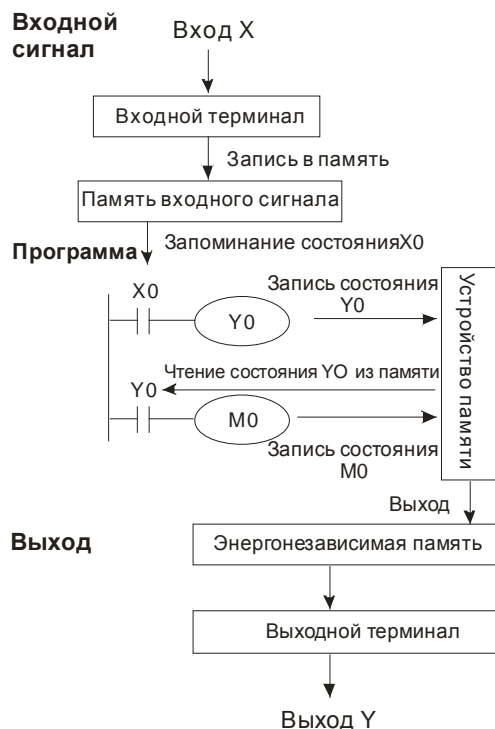 Входной
сигнал
Вход X
Входной терминал
Запись в память
Память входного сигнала
Запоминание состоянияX0
Программа
X0
Y0
Запись состояния
Y0
Чтение состояния YO из памяти
Y0
M0
Запись состояния
M0
Устройство памяти
Выход
Выход
Энергонезависимая память
Выходной терминал
Выход Y